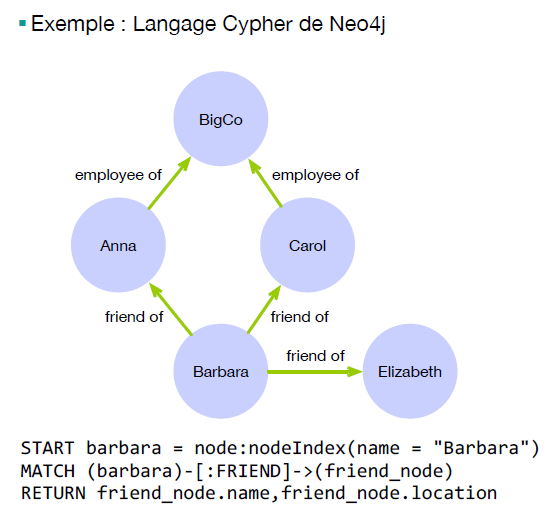 Exemple : Langage Cypher de Neo4j
BigCo
employee of
employee of
Anna
Carol
friend of
friend of
friend of
Barbara
Elizabeth
START barbara = node:nodeIndex(name = "Barbara")
MATCH (barbara)-[:FRIEND]->(friend_node)
RETURN friend_node.name,friend_node.location